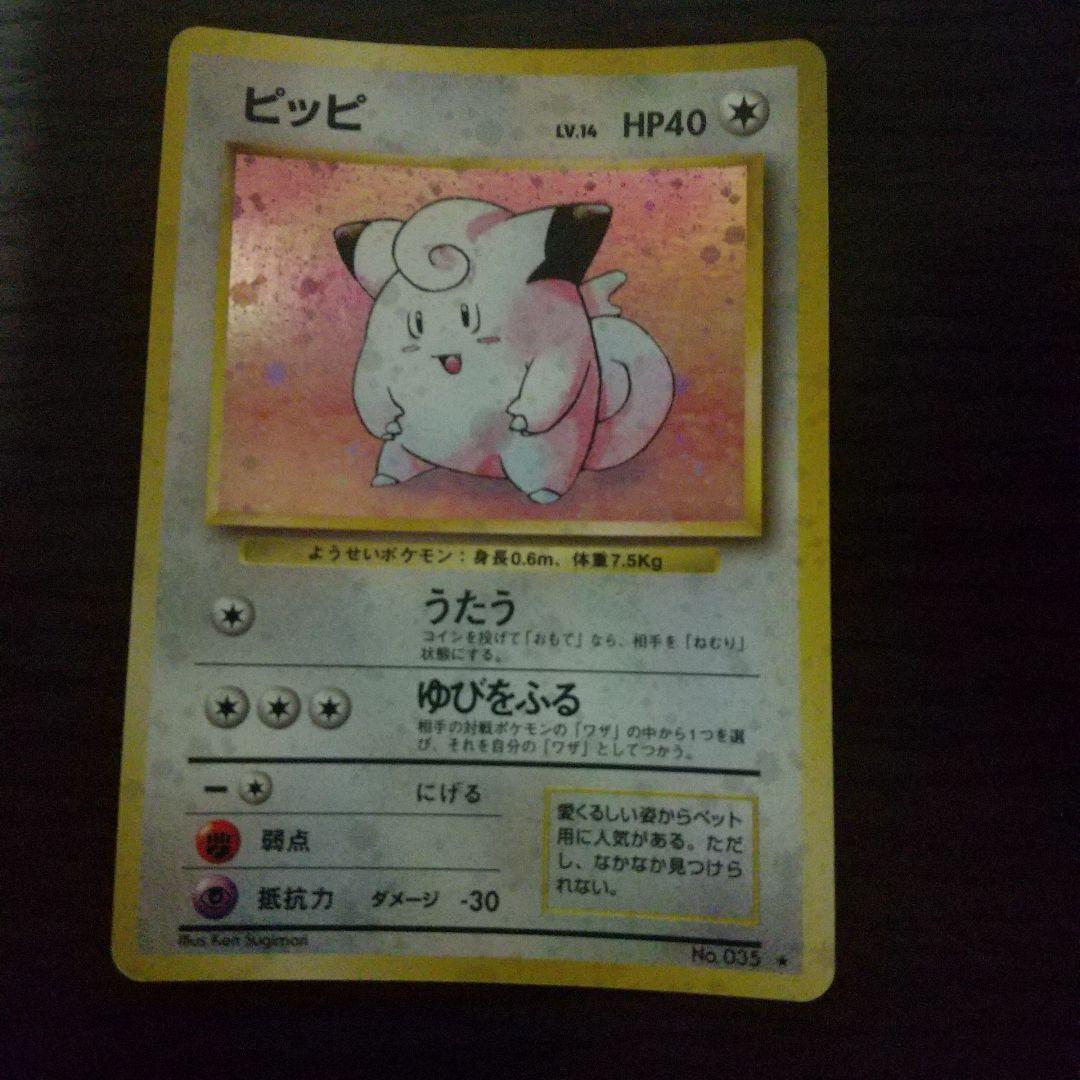 ピッピ LV.14 HP40
ようせいポケモン：身長0.6m、体重7.5Kg
うたう
コインを投げて「おもて」なら、相手を「ねむり」
状態にする。
ゆびをふる
相手の対戦ポケモンの「ワザ」の中から1つを選
び、それを自分の「ワザ」としてつかう。
にげる
弱点
抵抗力 ダメージ -30
愛くるしい姿からペット
用に人気がある。ただ
し、なかなか見つけら
れない。
Illus. Ken Sugimori
No. 035 ★